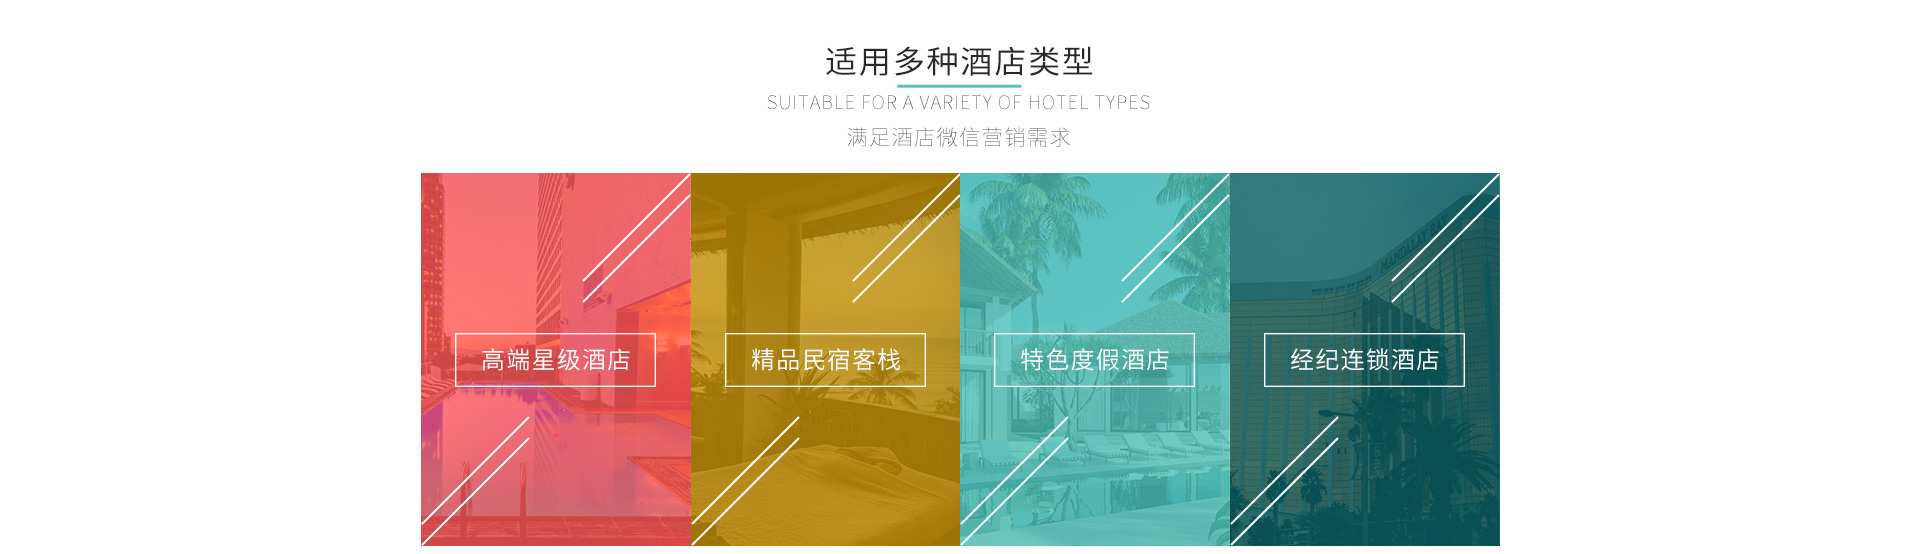 适用多种酒店类型
SUITABLE FOR A VARIETY OF HOTEL TYPES
满足酒店微信营销需求
高端星级酒店
精品民宿客栈
特色度假酒店
经纪连锁酒店
MANDALAY BAY